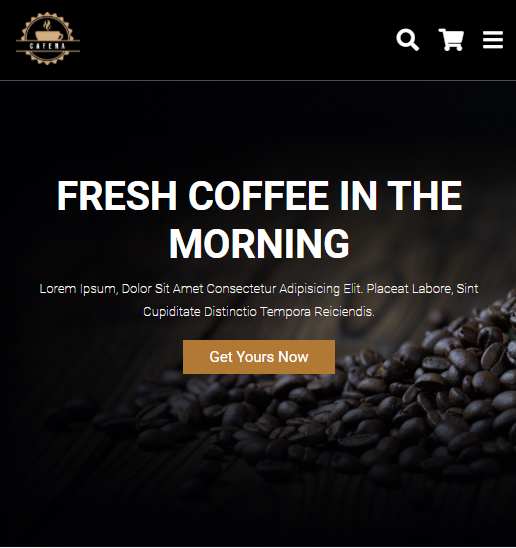 CAFENA
FRESH COFFEE IN THE
MORNING
Lorem Ipsum, Dolor Sit Amet Consectetur Adipisicing Elit. Placeat Labore, Sint
Cupiditate Distinctio Tempora Reiciendis.
Get Yours Now